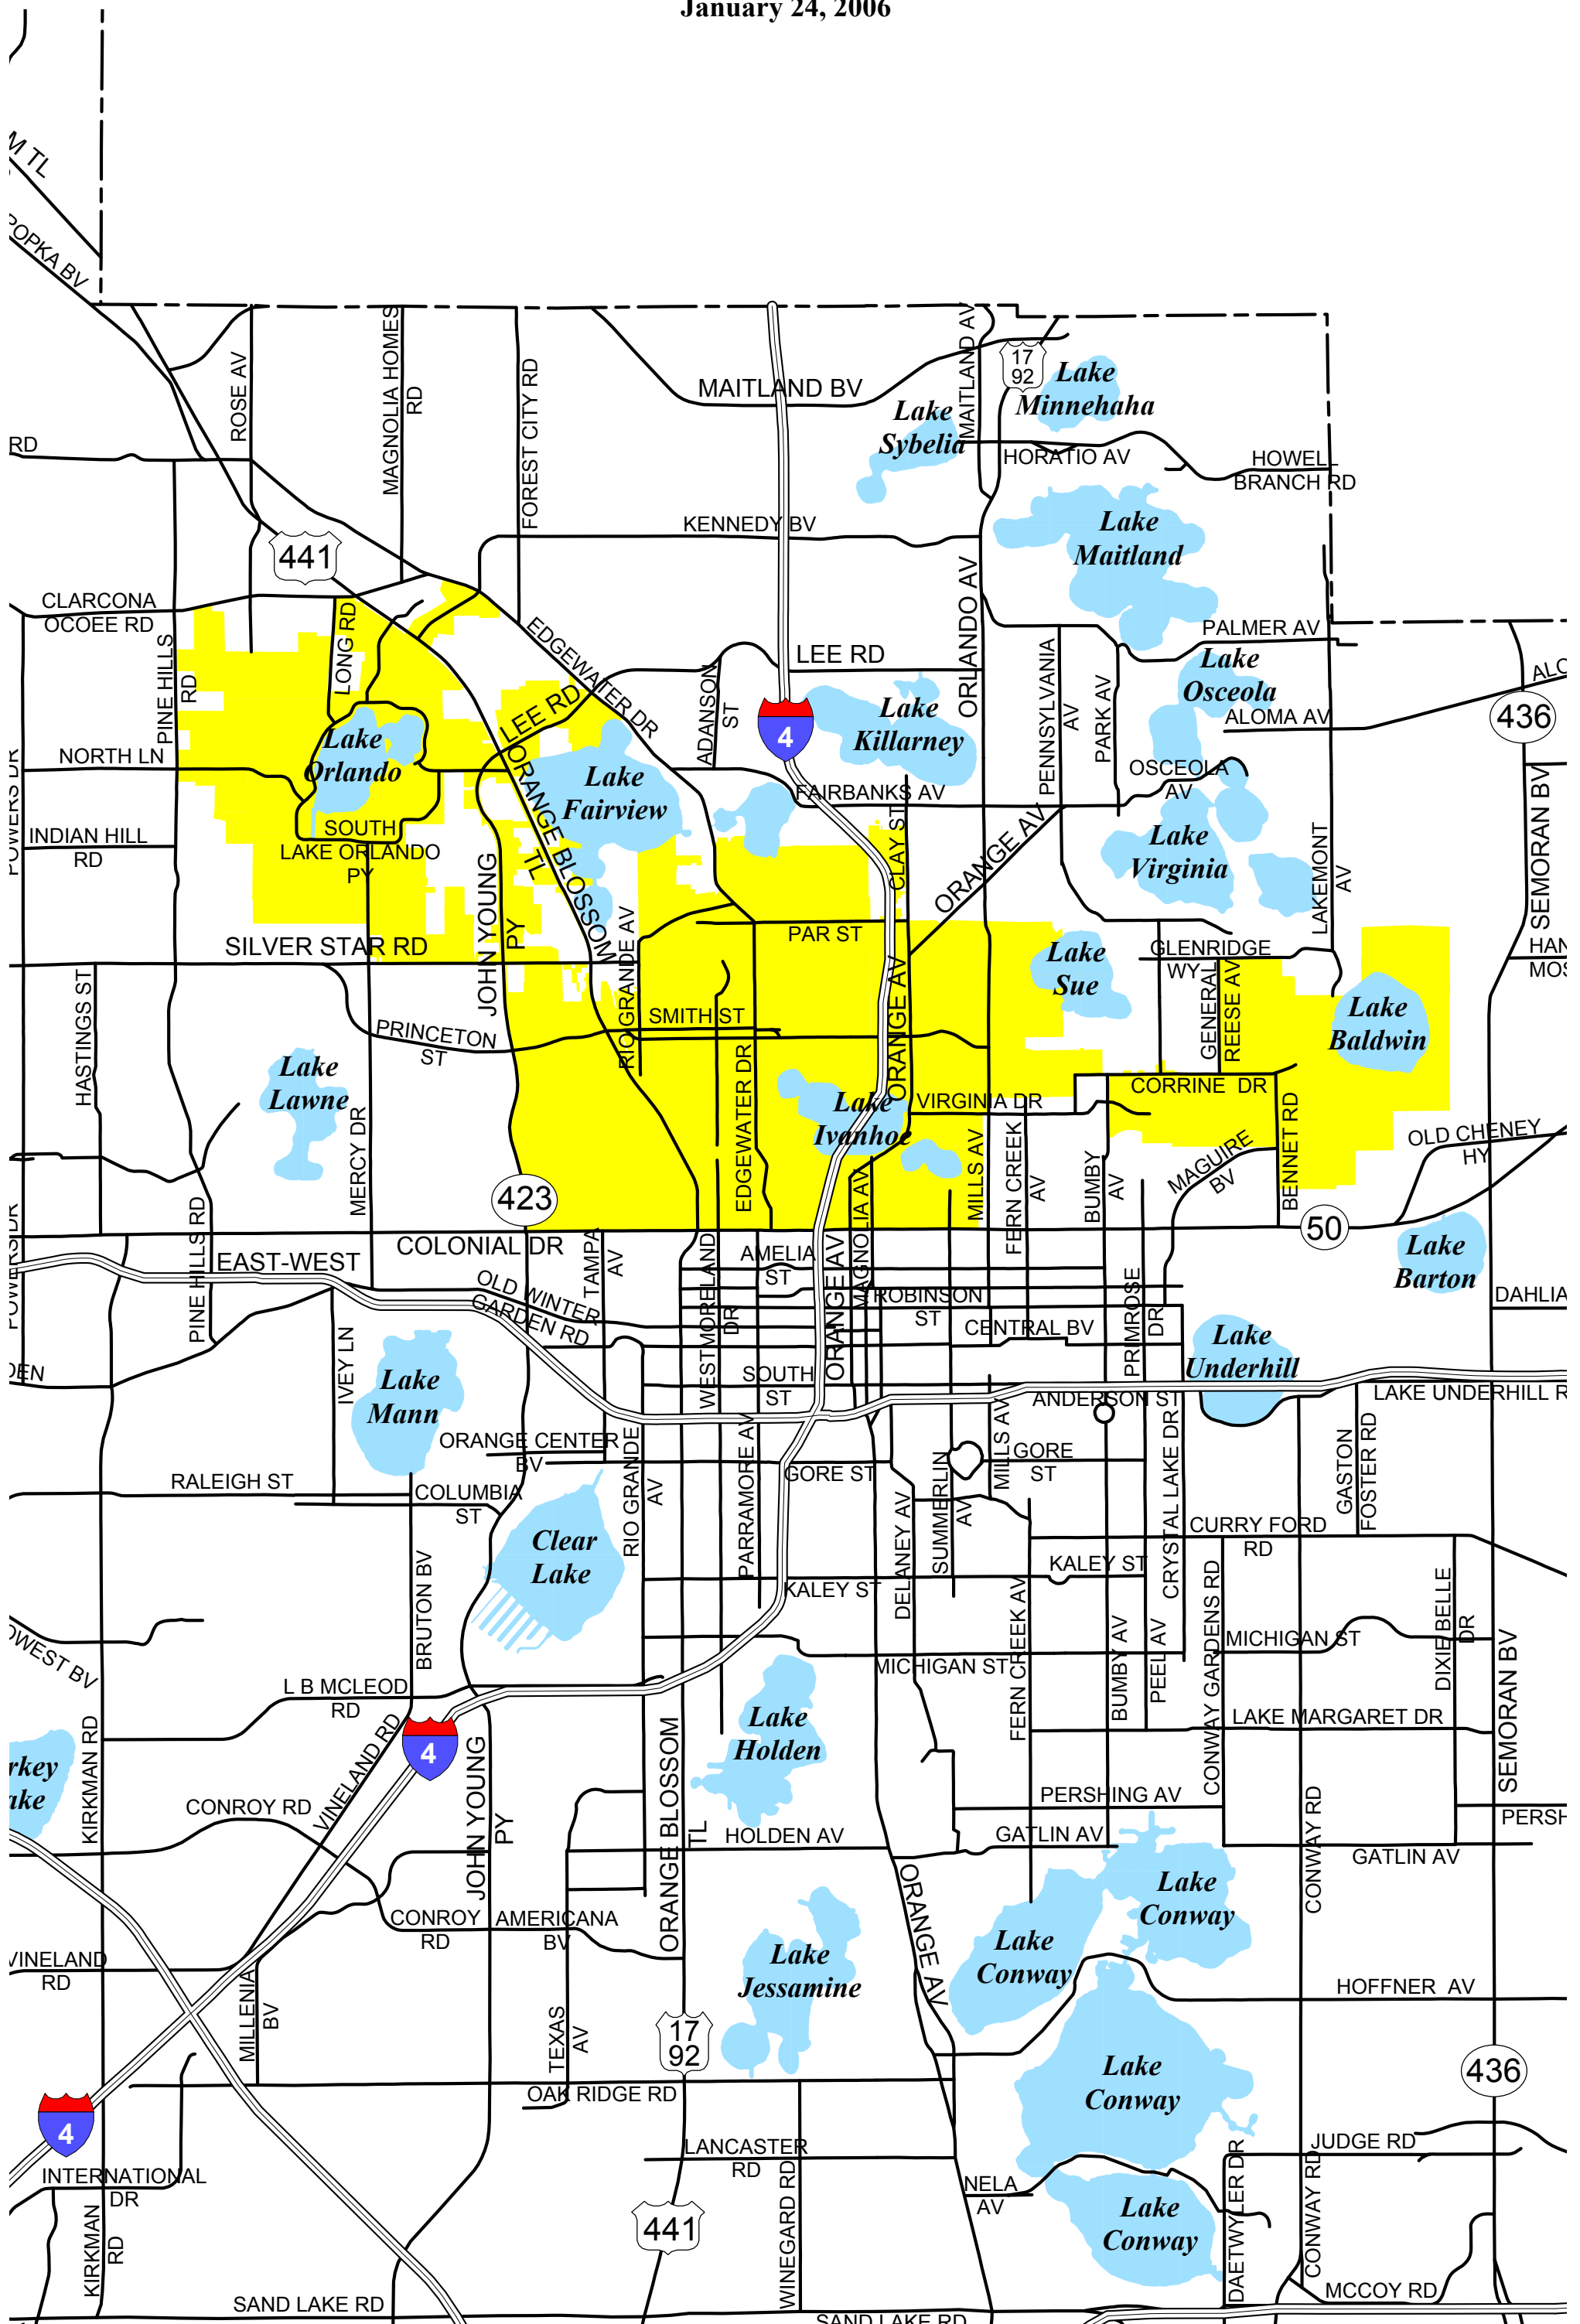 January 24, 2006
M TL
POPKA BV
ROSE AV
MAGNOLIA HOMES
RD
FOREST CITY RD
MAITLAND BV
MAITLAND AV
17
92
Lake
Minnehaha
Lake
Sybelia
HORATIO AV
HOWELL
BRANCH RD
RD
441
KENNEDY BV
Lake
Maitland
ORLANDO AV
CLARCONA
OCOEE RD
PINE HILLS
RD
LONG RD
EDGEWATER DR
LEE RD
LEE RD
ADANSON
ST
4
Lake
Killarney
PENNSYLVANIA
AV
PARK AV
PALMER AV
Lake
Osceola
ALOMA AV
ALO
436
NORTH LN
POWERS DR
Lake
Orlando
Lake
Fairview
ORANGE BLOSSOM
TL
FAIRBANKS AV
OSCEOLA
AV
SEMORAN BV
INDIAN HILL
RD
SOUTH
LAKE ORLANDO
PY
JOHN YOUNG
PY
CLAY ST
ORANGE AV
Lake
Virginia
LAKEMONT
AV
SILVER STAR RD
RIO GRANDE AV
PAR ST
GLENRIDGE
WY
Lake
Sue
GENERAL
REESE AV
HASTINGS ST
PRINCETON
ST
SMITH ST
ORANGE AV
Lake
Baldwin
Lake
Lawne
MERCY DR
EDGEWATER DR
Lake
Ivanhoe
VIRGINIA DR
CORRINE DR
BENNET RD
MILLS AV
FERN CREEK
AV
BUMBY
AV
MAGUIRE
BV
OLD CHENEY
HY
423
50
PINE HILLS RD
POWERS DR
EAST-WEST
COLONIAL DR
TAMPA
AV
AMELIA
ST
ORANGE AV
MAGNOLIA AV
Lake
Barton
OLD WINTER
GARDEN RD
WESTMORELAND
DR
ROBINSON
ST
CENTRAL BV
PRIMROSE
DR
DAHLIA
DEN
IVEY LN
Lake
Mann
SOUTH
ST
ANDERSON ST
Lake
Underhill
LAKE UNDERHILL R
ORANGE CENTER
BV
RIO GRANDE
AV
PARRAMORE AV
GORE ST
MILLS AV
GORE
ST
CRYSTAL LAKE DR
GASTON
FOSTER RD
RALEIGH ST
COLUMBIA
ST
Clear
Lake
DELANEY AV
SUMMERLIN
AV
CURRY FORD
RD
BRUTON BV
KALEY ST
KALEY ST
FERN CREEK AV
BUMBY AV
PEEL AV
CONWAY GARDENS RD
DIXIE BELLE
DR
OWEST BV
MICHIGAN ST
MICHIGAN ST
SEMORAN BV
L B MCLEOD
RD
KIRKMAN RD
VINELAND RD
4
Lake
Holden
LAKE MARGARET DR
rkey
ake
CONROY RD
JOHN YOUNG
PY
ORANGE BLOSSOM
TL
HOLDEN AV
PERSHING AV
PERSH
GATLIN AV
GATLIN AV
CONWAY RD
Lake
Conway
CONROY
RD
AMERICANA
BV
ORANGE AV
Lake
Conway
VINELAND
RD
MILLENIA
BV
Lake
Jessamine
HOFFNER AV
TEXAS
AV
17
92
Lake
Conway
436
OAK RIDGE RD
4
LANCASTER
RD
JUDGE RD
INTERNATIONAL
DR
NELA
AV
DAETWYLER DR
CONWAY RD
KIRKMAN
RD
441
WINEGARD RD
Lake
Conway
SAND LAKE RD
SAND LAKE RD
MCCOY RD